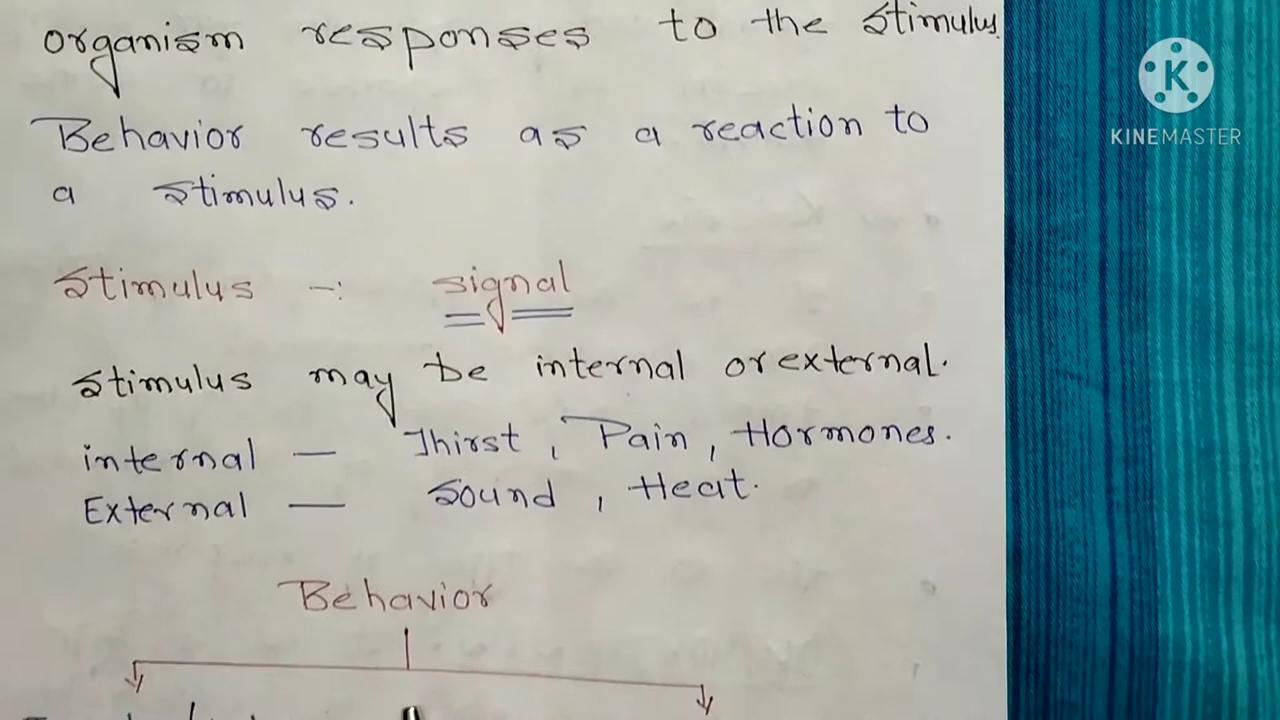 organism responses to the stimulus.
Behavior results as a reaction to
a stimulus.
Stimulus -: signal
Stimulus may be internal or external.
internal — Thirst, Pain, Hormones.
External — Sound, Heat.
Behavior
K
KINEMASTER